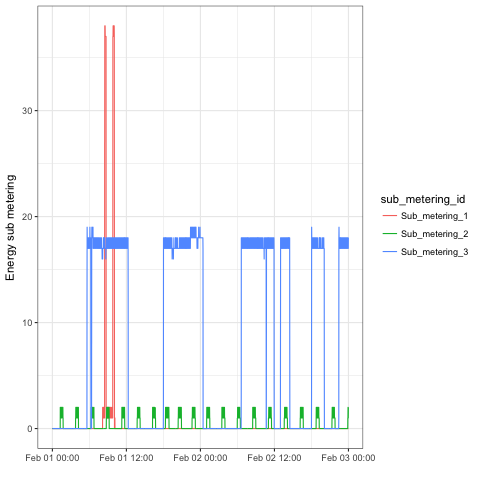 Energy sub metering
30
20
10
0
Feb 01 00:00
Feb 01 12:00
Feb 02 00:00
Feb 02 12:00
Feb 03 00:00
sub_metering_id
Sub_metering_1
Sub_metering_2
Sub_metering_3